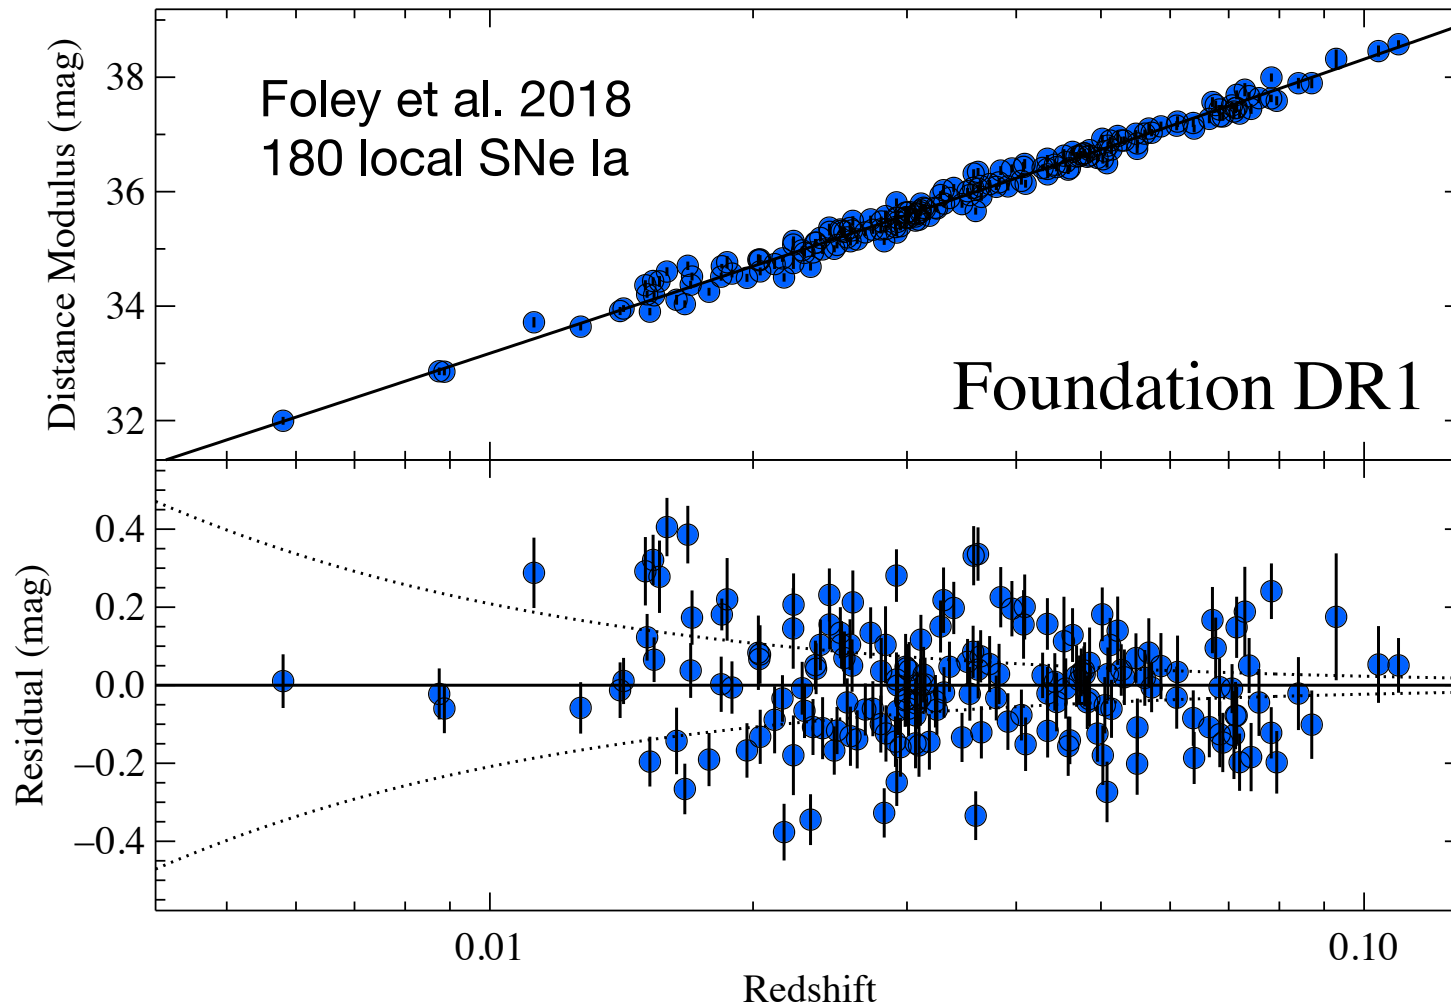 Distance Modulus (mag)
38
36
34
32
Foley et al. 2018
180 local SNe Ia
Foundation DR1
Residual (mag)
0.4
0.2
0.0
−0.2
−0.4
0.01
0.10
Redshift